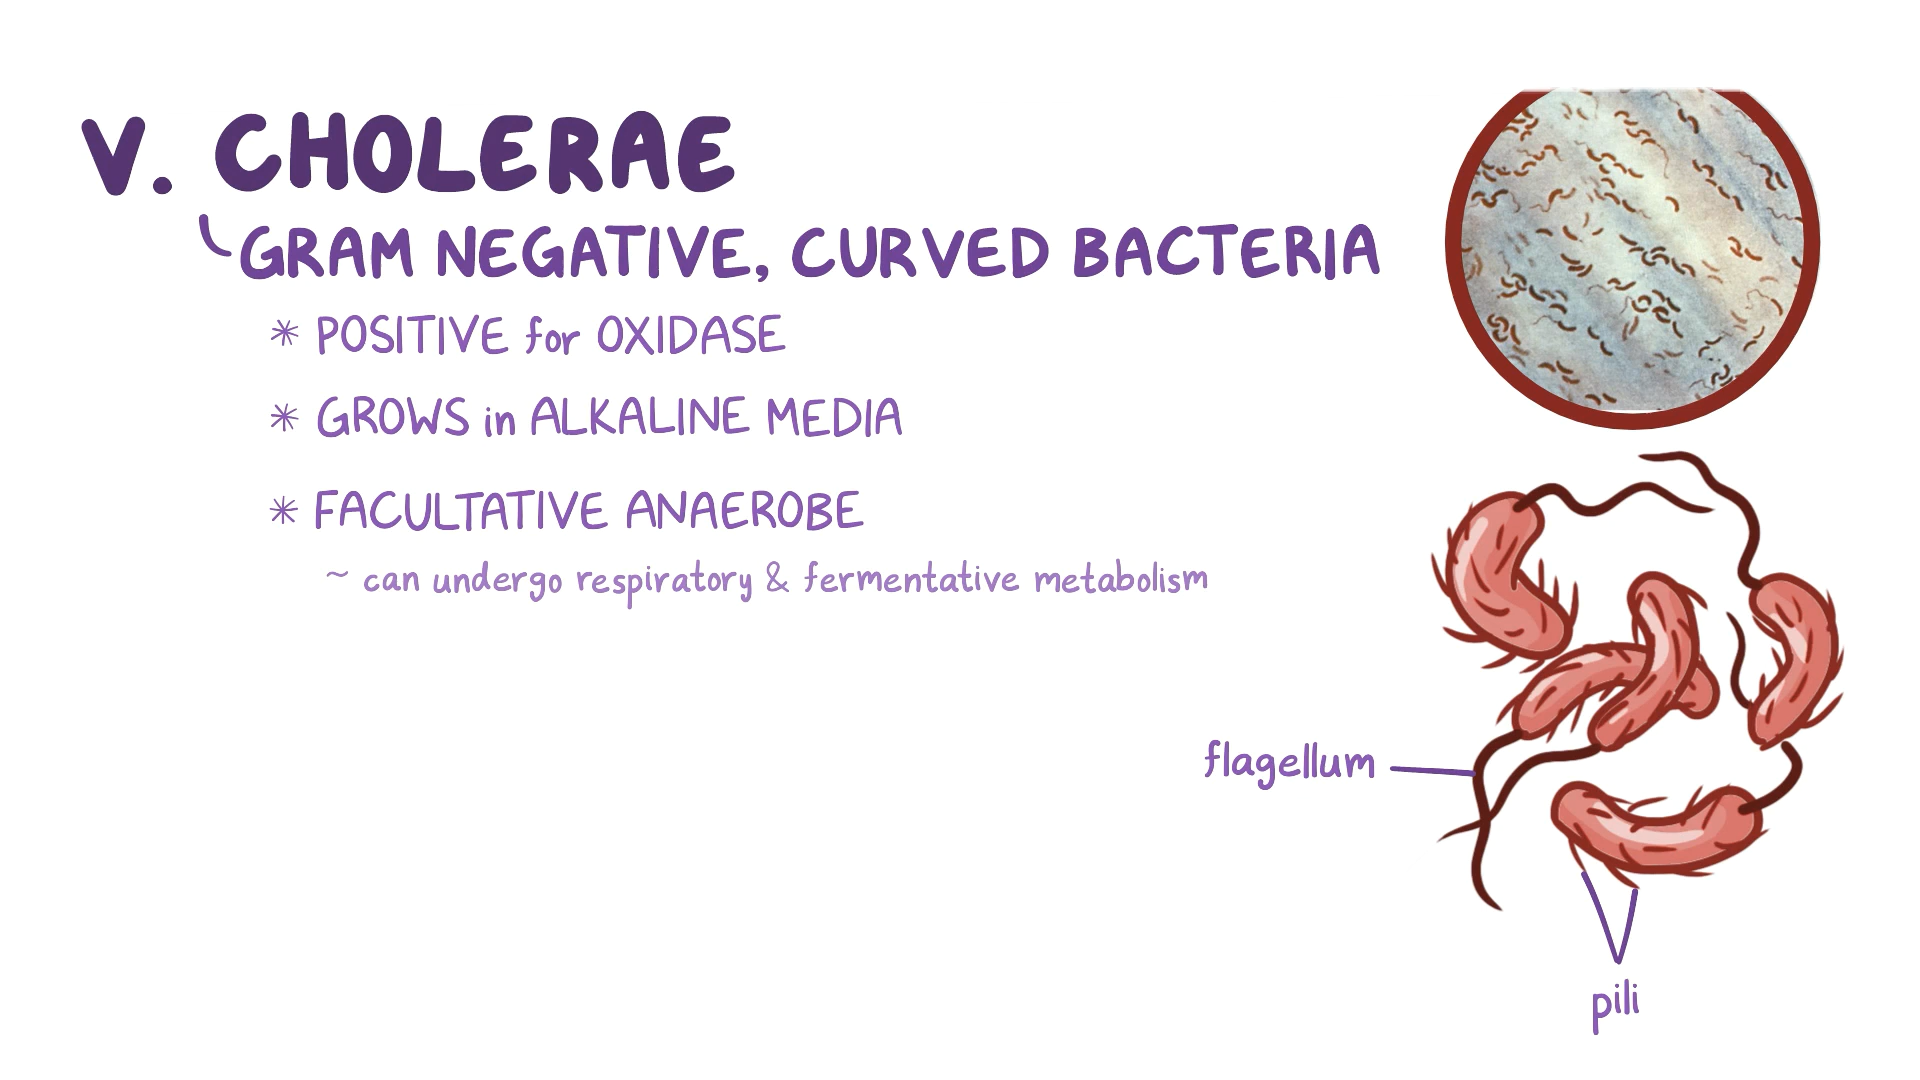 V. CHOLERAE
GRAM NEGATIVE, CURVED BACTERIA
* POSITIVE for OXIDASE
* GROWS in ALKALINE MEDIA
* FACULTATIVE ANAEROBE
~ can undergo respiratory & fermentative metabolism
flagellum
pili